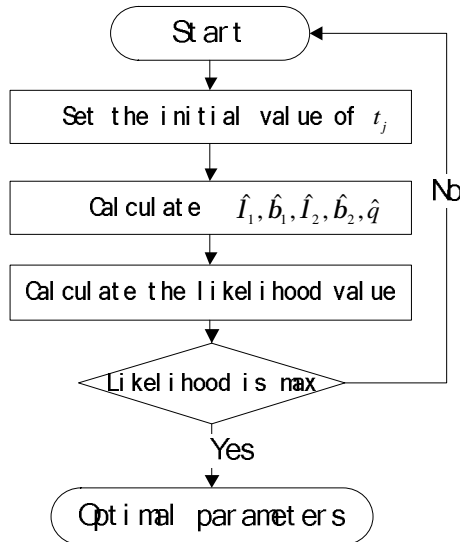 Start
Set the initial value of t_j
Calculate Î₁, b̂₁, Î₂, b̂₂, q̂
No
Calculate the likelihood value
Likelihood is max
Yes
Optimal parameters